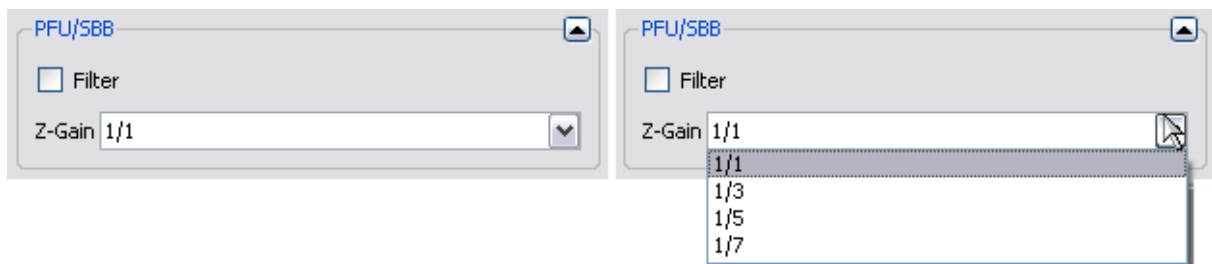 PFU/SBB
Filter
Z-Gain 1/1
PFU/SBB
Filter
Z-Gain 1/1
1/1
1/3
1/5
1/7